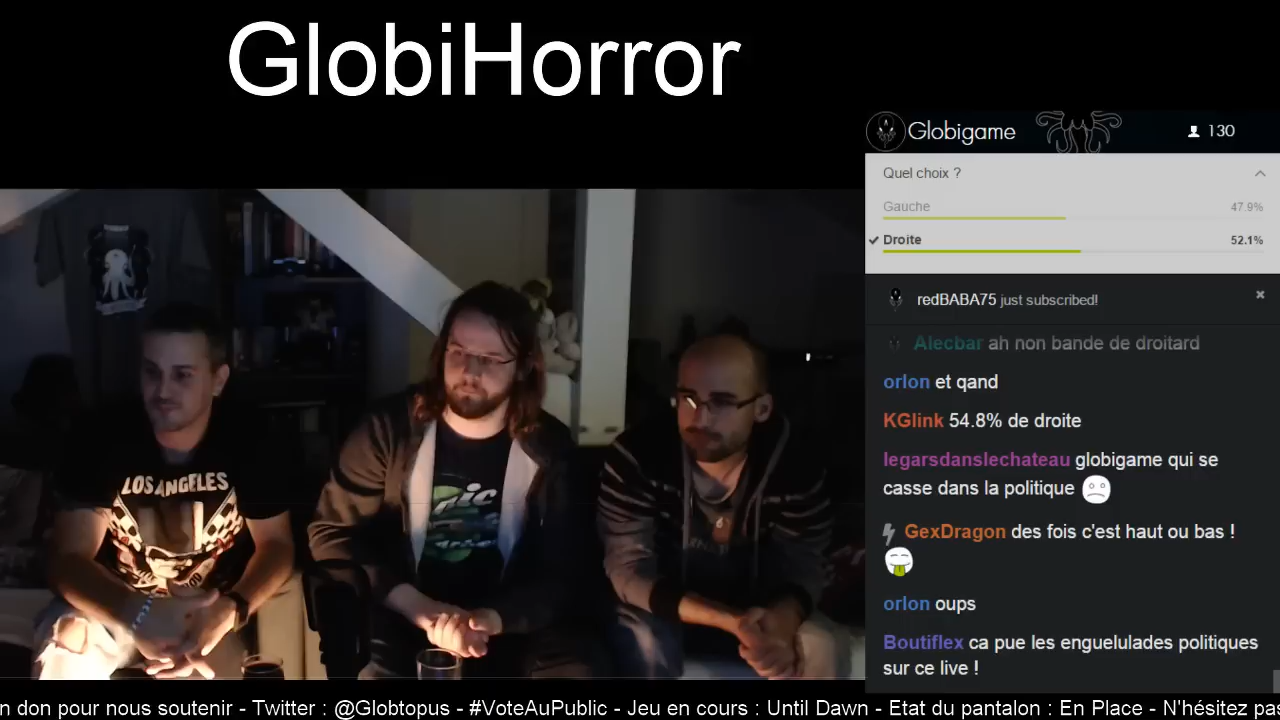 GlobiHorror
Globigame
130
Quel choix ?
Gauche
47.9%
Droite
52.1%
redBABA75 just subscribed!
Alecbar ah non bande de droitard
orlon et qand
KGlink 54.8% de droite
legarsdanslechateau globigame qui se
casse dans la politique
GexDragon des fois c'est haut ou bas !
orlon oups
Boutiflex ca pue les enguelulades politiques
sur ce live !
LOS ANGELES
n don pour nous soutenir - Twitter : @Globtopus - #VoteAuPublic - Jeu en cours : Until Dawn - Etat du pantalon : En Place - N'hésitez pas